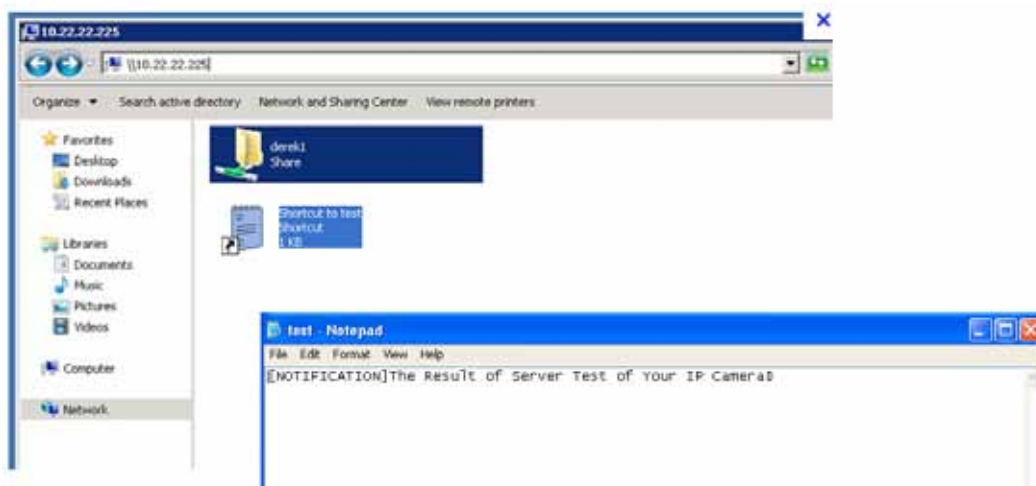 10.22.22.225
\\10.22.22.225
Organize Search active directory Network and Sharing Center View remote printers
Favorites
Desktop
Downloads
Recent Places
Libraries
Documents
Music
Pictures
Videos
Computer
Network
derek1
Share
Shortcut to test
Shortcut
1 KB
test - Notepad
File Edit Format View Help
[NOTIFICATION]The Result of Server Test of Your IP Camera